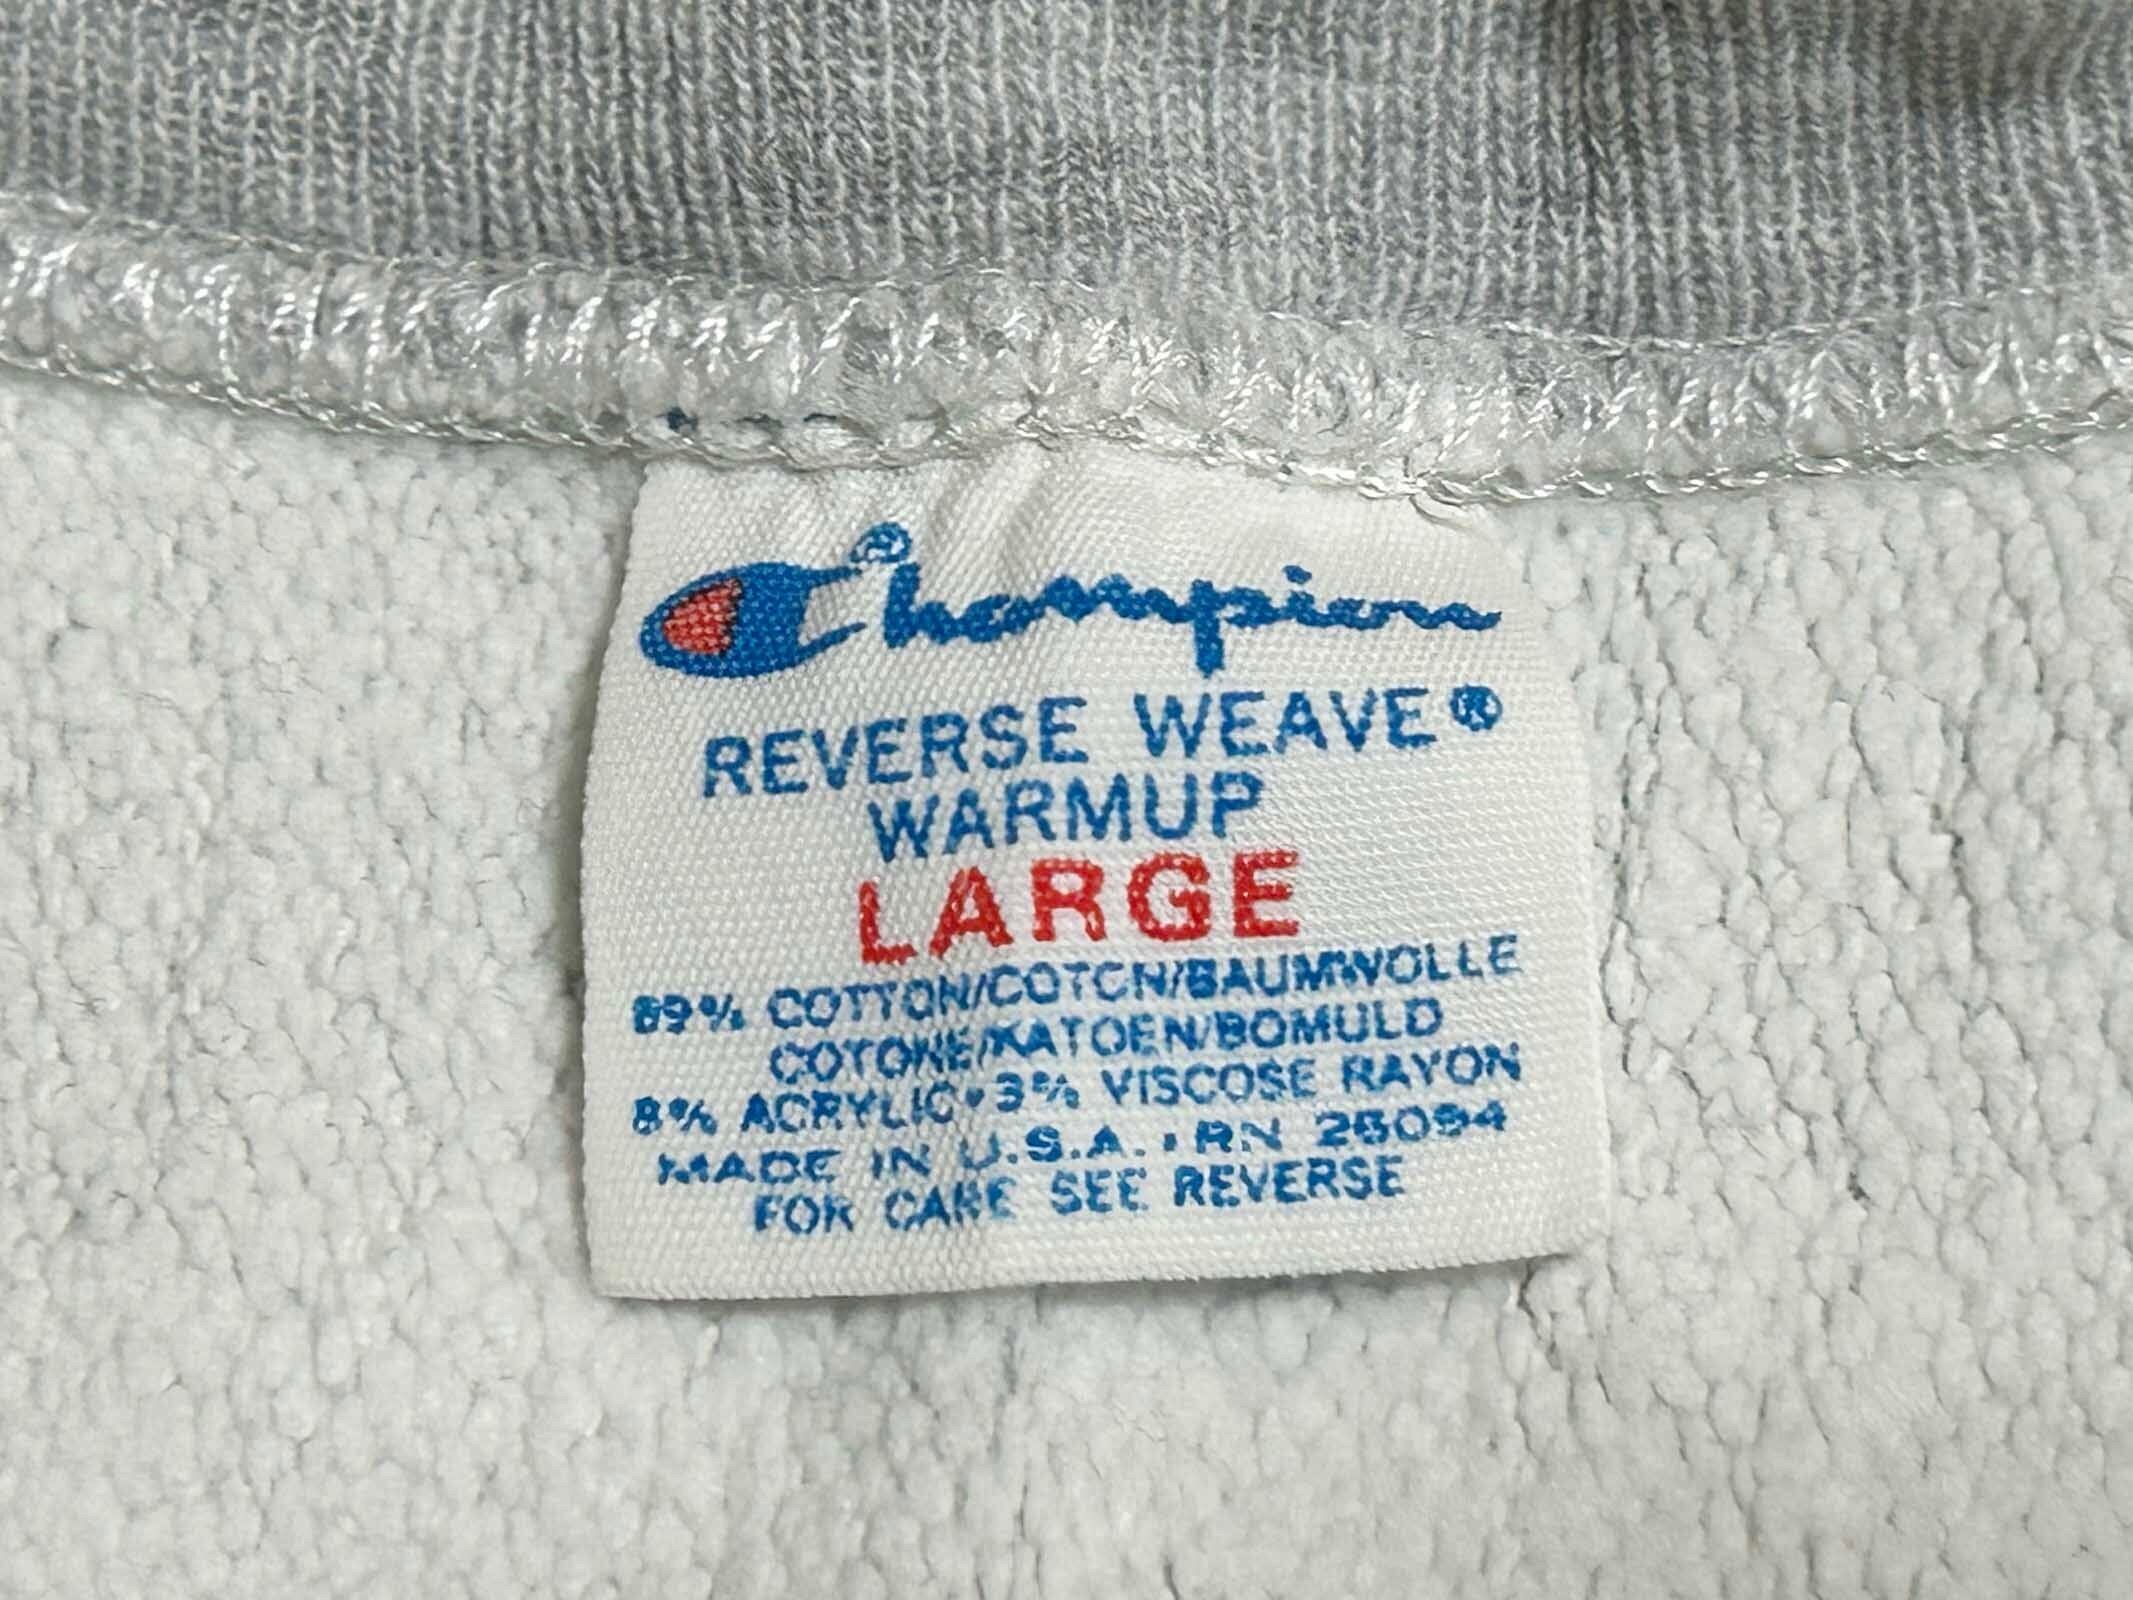 Champion®
REVERSE WEAVE®
WARMUP
LARGE
89% COTTON/COTON/BAUMWOLLE
COTONE/KATOEN/BOMULD
8% ACRYLIC • 3% VISCOSE RAYON
MADE IN U.S.A. • RN 26094
FOR CARE SEE REVERSE